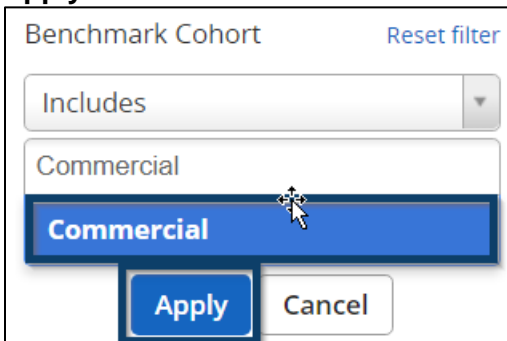 Benchmark Cohort Reset filter
Includes
Commercial
Commercial
Apply Cancel